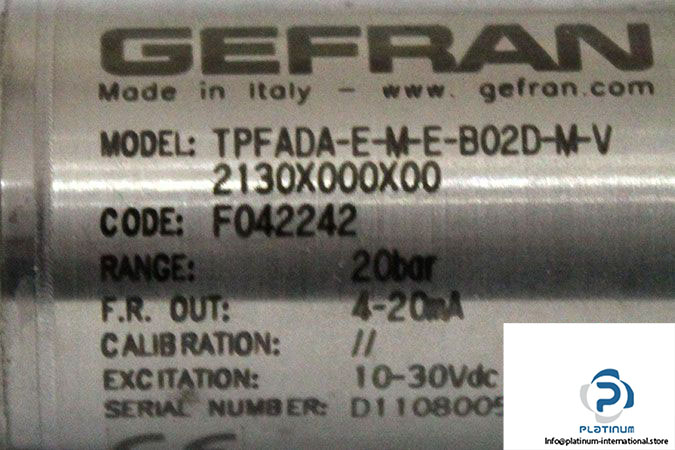 GEFRAN
Made in Italy - www. gefran.com
MODEL: TPFADA-E-M-E-B02D-M-V
2130X000X00
CODE: F042242
RANGE: 20bar
F.R. OUT: 4-20mA
CALIBRATION: //
EXCITATION: 10-30Vdc
SERIAL NUMBER: D1108005
CE
PLATINUM
Info@platinum-international.store